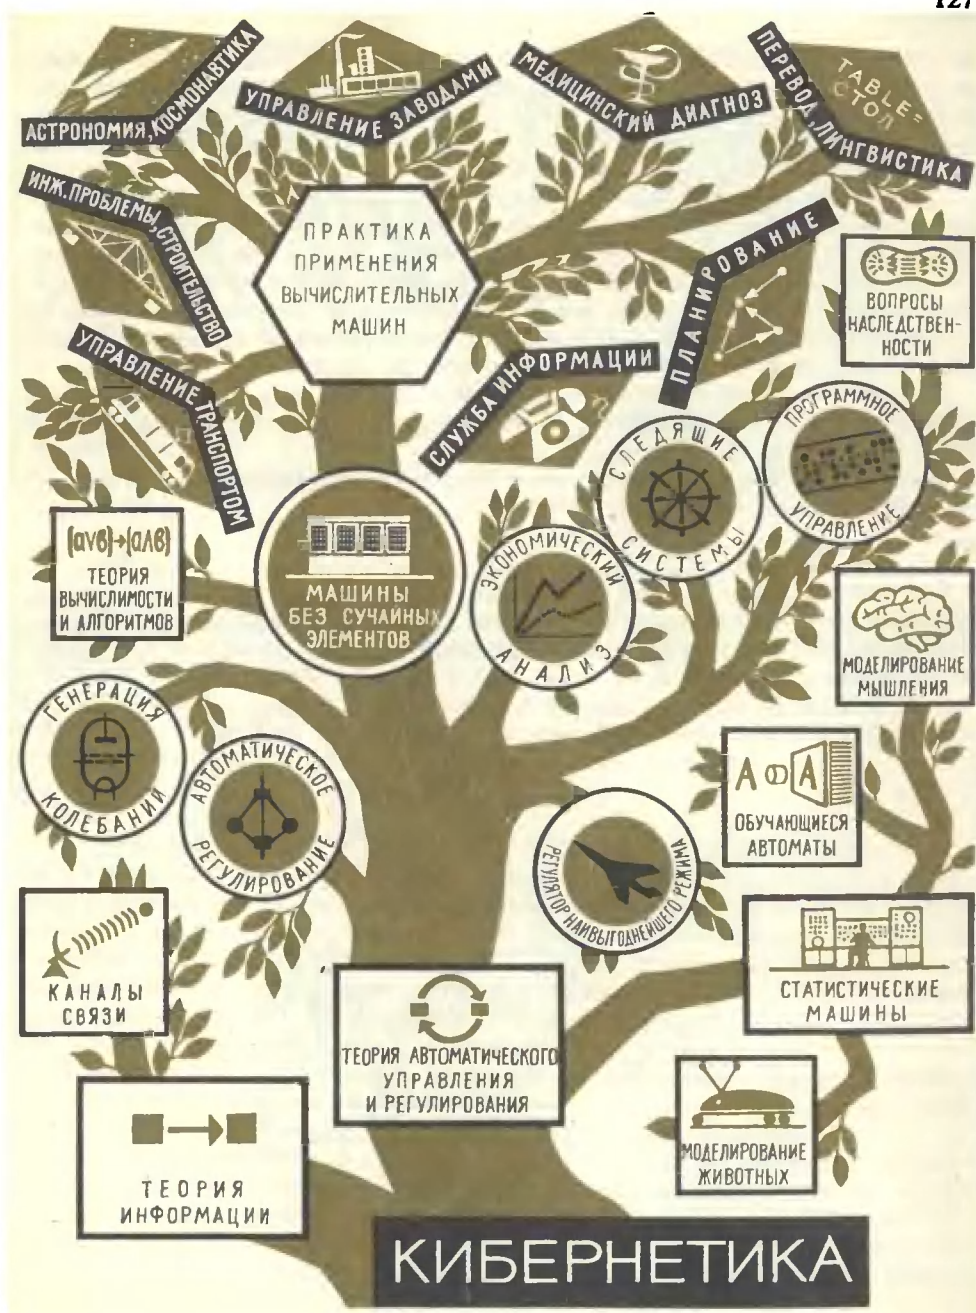 127
АСТРОНОМИЯ, КОСМОНАВТИКА
УПРАВЛЕНИЕ ЗАВОДАМИ
МЕДИЦИНСКИЙ ДИАГНОЗ
ПЕРЕВОД, ЛИНГВИСТИКА
TABLE=
СТОЛ
ИНЖ. ПРОБЛЕМЫ, СТРОИТЕЛЬСТВО
ПРАКТИКА
ПРИМЕНЕНИЯ
ВЫЧИСЛИТЕЛЬНЫХ
МАШИН
ПЛАНИРОВАНИЕ
ВОПРОСЫ
НАСЛЕДСТВЕН-
НОСТИ
УПРАВЛЕНИЕ ТРАНСПОРТОМ
СЛУЖБА ИНФОРМАЦИИ
СЛЕДЯЩИЕ
СИСТЕМЫ
ПРОГРАММНОЕ
УПРАВЛЕНИЕ
(avв)→(aʌв)
ТЕОРИЯ
ВЫЧИСЛИМОСТИ
И АЛГОРИТМОВ
МАШИНЫ
БЕЗ СУЧАЙНЫХ
ЭЛЕМЕНТОВ
ЭКОНОМИЧЕСКИЙ
АНАЛИЗ
МОДЕЛИРОВАНИЕ
МЫШЛЕНИЯ
ГЕНЕРАЦИЯ
КОЛЕБАНИЙ
АВТОМАТИЧЕСКОЕ
РЕГУЛИРОВАНИЕ
A A
ОБУЧАЮЩИЕСЯ
АВТОМАТЫ
РЕГУЛЯТОР НАИВЫГОДНЕЙШЕГО РЕЖИМА
КАНАЛЫ
СВЯЗИ
СТАТИСТИЧЕСКИЕ
МАШИНЫ
ТЕОРИЯ АВТОМАТИЧЕСКОГО
УПРАВЛЕНИЯ
И РЕГУЛИРОВАНИЯ
МОДЕЛИРОВАНИЕ
ЖИВОТНЫХ
ТЕОРИЯ
ИНФОРМАЦИИ
КИБЕРНЕТИКА